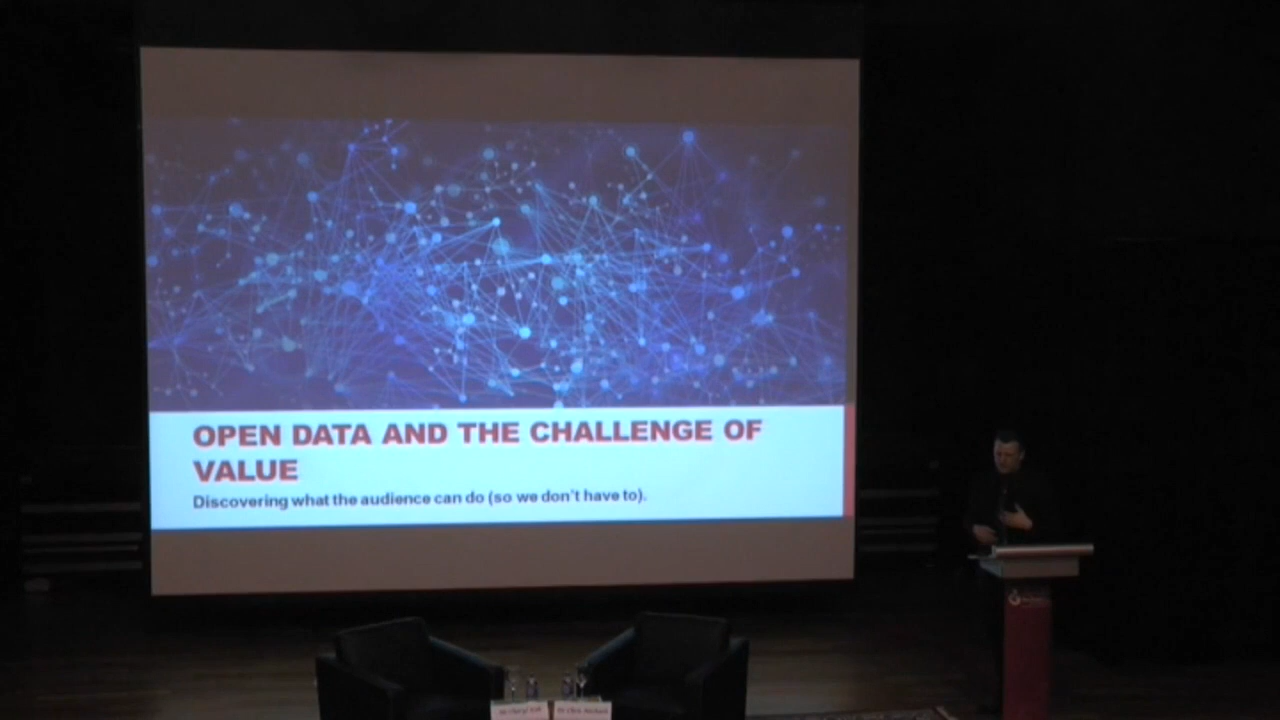 OPEN DATA AND THE CHALLENGE OF
VALUE
Discovering what the audience can do (so we don't have to).